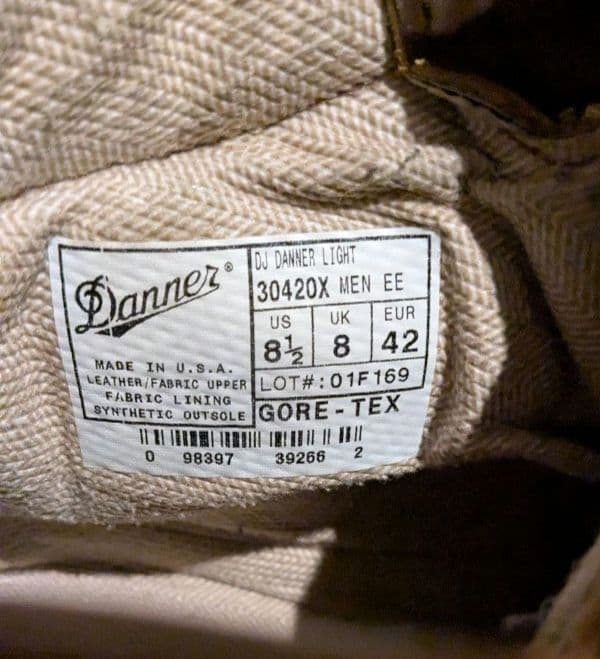 Danner®
MADE IN U.S.A.
LEATHER/FABRIC UPPER
FABRIC LINING
SYNTHETIC OUTSOLE
DJ DANNER LIGHT
30420X MEN EE
US UK EUR
8½ 8 42
LOT#:01F169
GORE-TEX
0 98397 39266 2